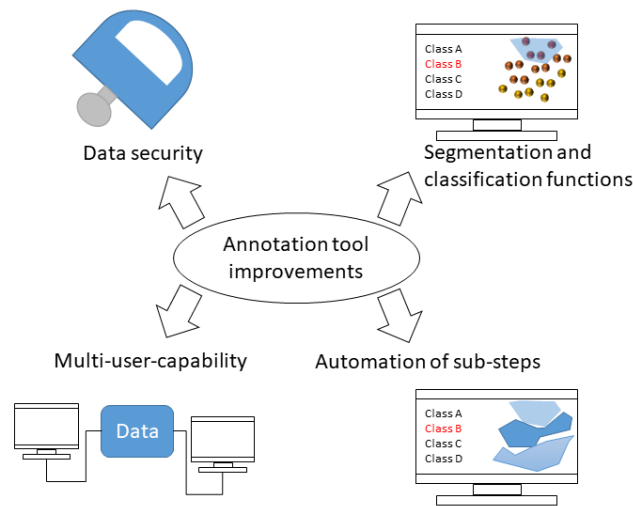 Data security
Class A
Class B
Class C
Class D
Segmentation and
classification functions
Annotation tool
improvements
Multi-user-capability
Automation of sub-steps
Data
Class A
Class B
Class C
Class D